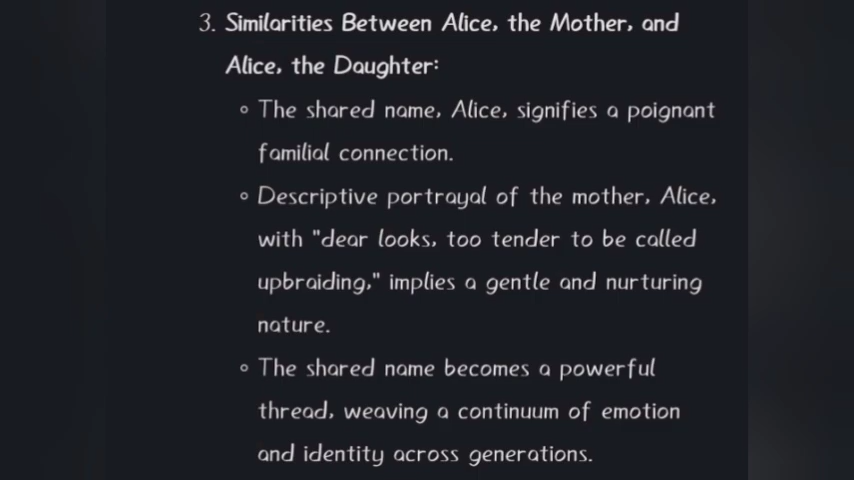 3. Similarities Between Alice, the Mother, and
Alice, the Daughter:
◦ The shared name, Alice, signifies a poignant
familial connection.
◦ Descriptive portrayal of the mother, Alice,
with "dear looks, too tender to be called
upbraiding," implies a gentle and nurturing
nature.
◦ The shared name becomes a powerful
thread, weaving a continuum of emotion
and identity across generations.